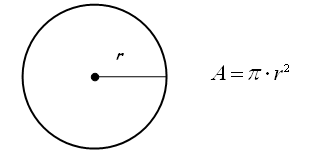 r
A = π · r²